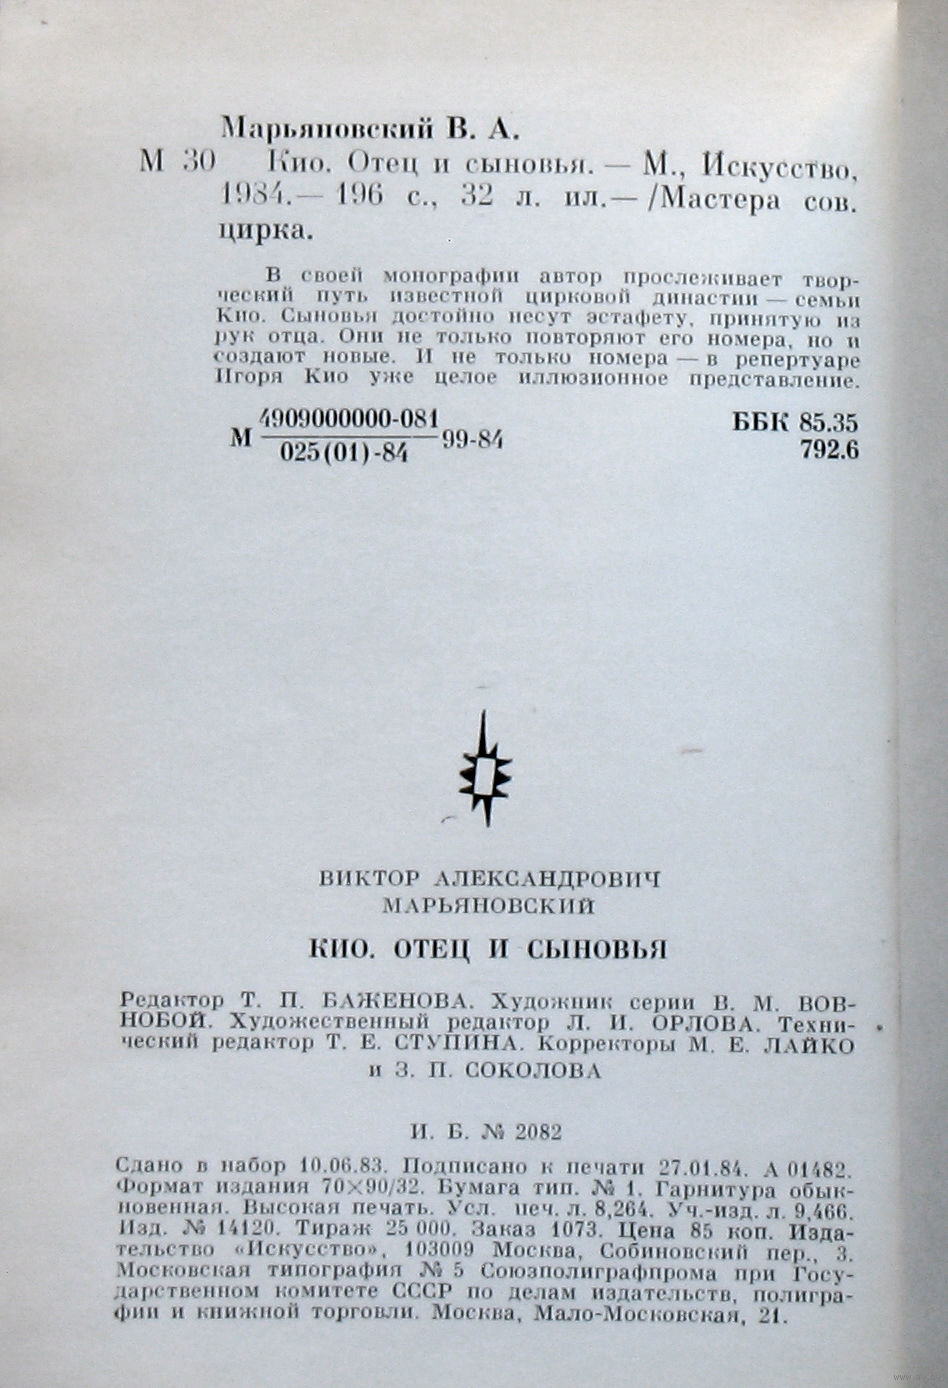 Марьяновский В. А.
М 30 Кио. Отец и сыновья. — М., Искусство,
1984.— 196 с., 32 л. ил.— /Мастера сов.
цирка.
В своей монографии автор прослеживает твор-
ческий путь известной цирковой династии — семьи
Кио. Сыновья достойно несут эстафету, принятую из
рук отца. Они не только повторяют его номера, но и
создают новые. И не только номера — в репертуаре
Игоря Кио уже целое иллюзионное представление.
М 4909000000-081
025(01)-84
99-84
ББК 85.35
792.6
ВИКТОР АЛЕКСАНДРОВИЧ
МАРЬЯНОВСКИЙ
КИО. ОТЕЦ И СЫНОВЬЯ
Редактор Т. П. БАЖЕНОВА. Художник серии В. М. ВОВ-
НОБОЙ. Художественный редактор Л. И. ОРЛОВА. Техни-
ческий редактор Т. Е. СТУПИНА. Корректоры М. Е. ЛАЙКО
и З. П. СОКОЛОВА
И. Б. № 2082
Сдано в набор 10.06.83. Подписано к печати 27.01.84. А 01482.
Формат издания 70×90/32. Бумага тип. № 1. Гарнитура обык-
новенная. Высокая печать. Усл. печ. л. 8,264. Уч.-изд. л. 9,466.
Изд. № 14120. Тираж 25 000. Заказ 1073. Цена 85 коп. Изда-
тельство «Искусство», 103009 Москва, Собиновский пер., 3.
Московская типография № 5 Союзполиграфпрома при Госу-
дарственном комитете СССР по делам издательств, полигра-
фии и книжной торговли. Москва, Мало-Московская, 21.